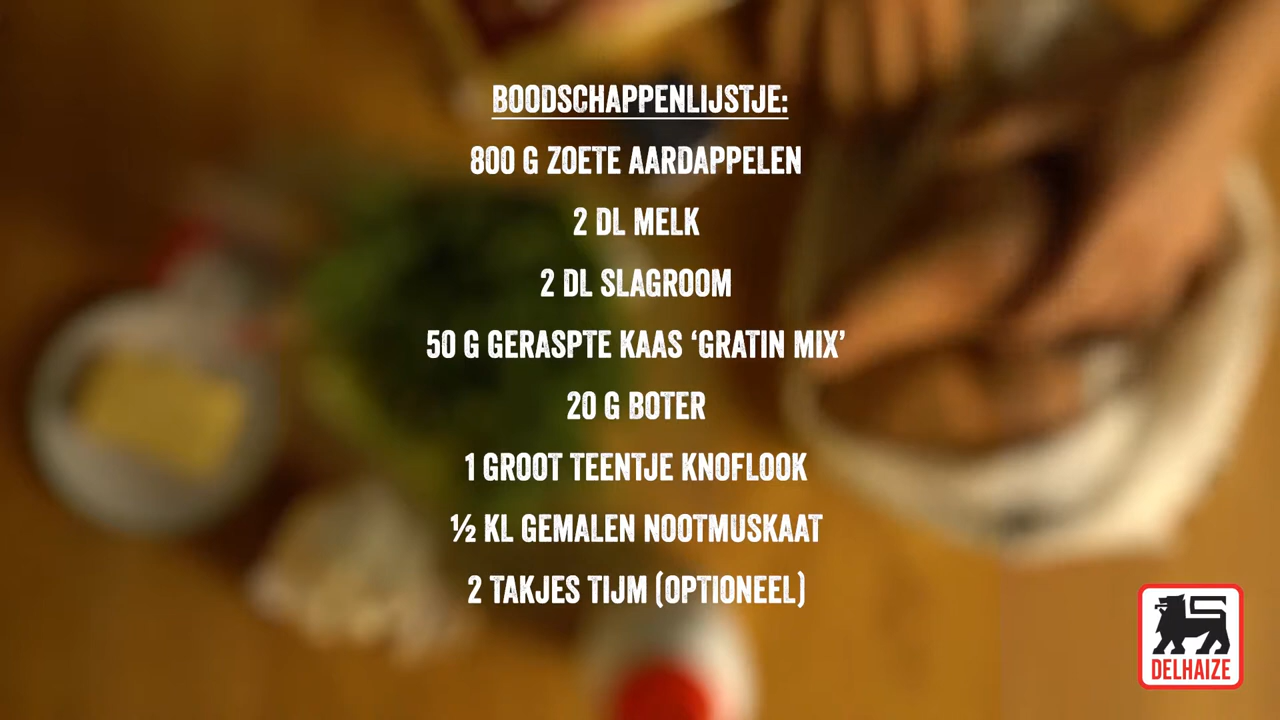 BOODSCHAPPENLIJSTJE:
800 G ZOETE AARDAPPELEN
2 DL MELK
2 DL SLAGROOM
50 G GERASPTE KAAS ‘GRATIN MIX’
20 G BOTER
1 GROOT TEENTJE KNOFLOOK
½ KL GEMALEN NOOTMUSKAAT
2 TAKJES TIJM (OPTIONEEL)
DELHAIZE